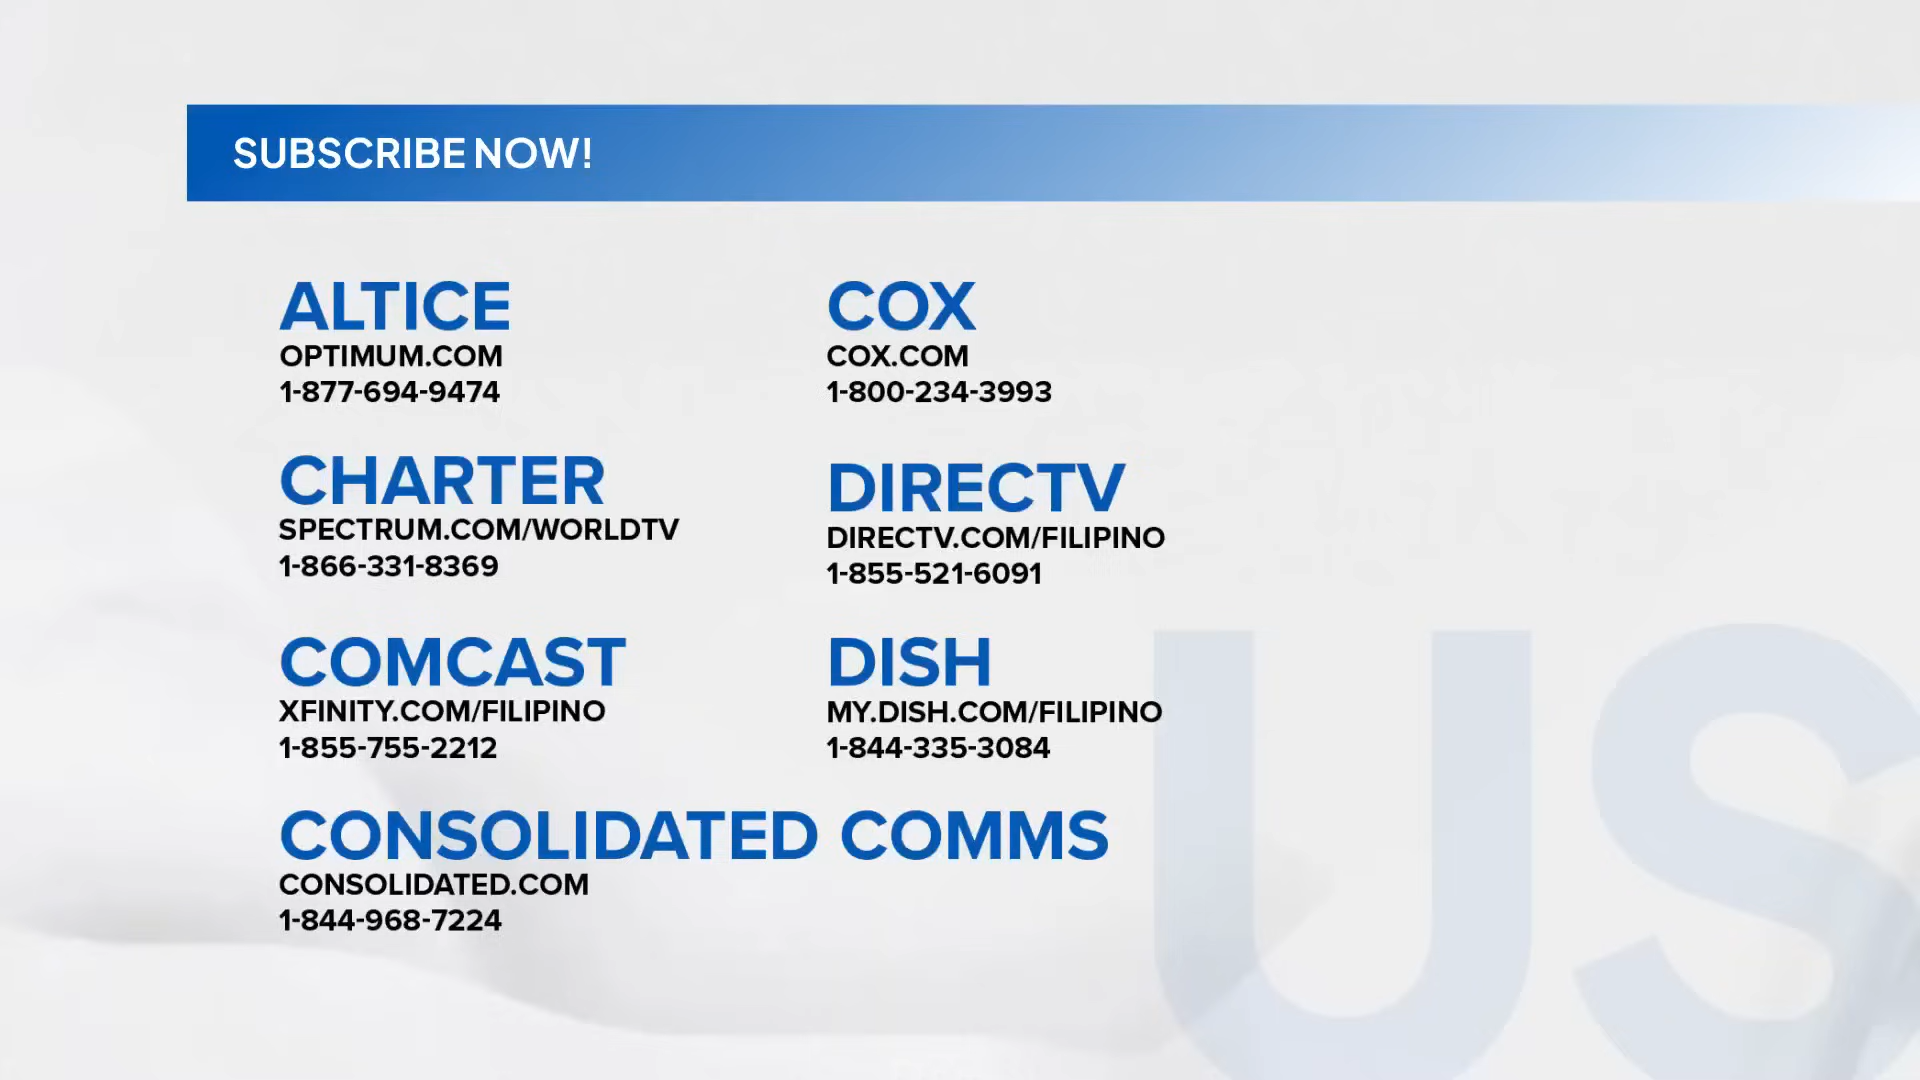 SUBSCRIBE NOW!
ALTICE
OPTIMUM.COM
1-877-694-9474
CHARTER
SPECTRUM.COM/WORLDTV
1-866-331-8369
COMCAST
XFINITY.COM/FILIPINO
1-855-755-2212
CONSOLIDATED COMMS
CONSOLIDATED.COM
1-844-968-7224
COX
COX.COM
1-800-234-3993
DIRECTV
DIRECTV.COM/FILIPINO
1-855-521-6091
DISH
MY.DISH.COM/FILIPINO
1-844-335-3084
US